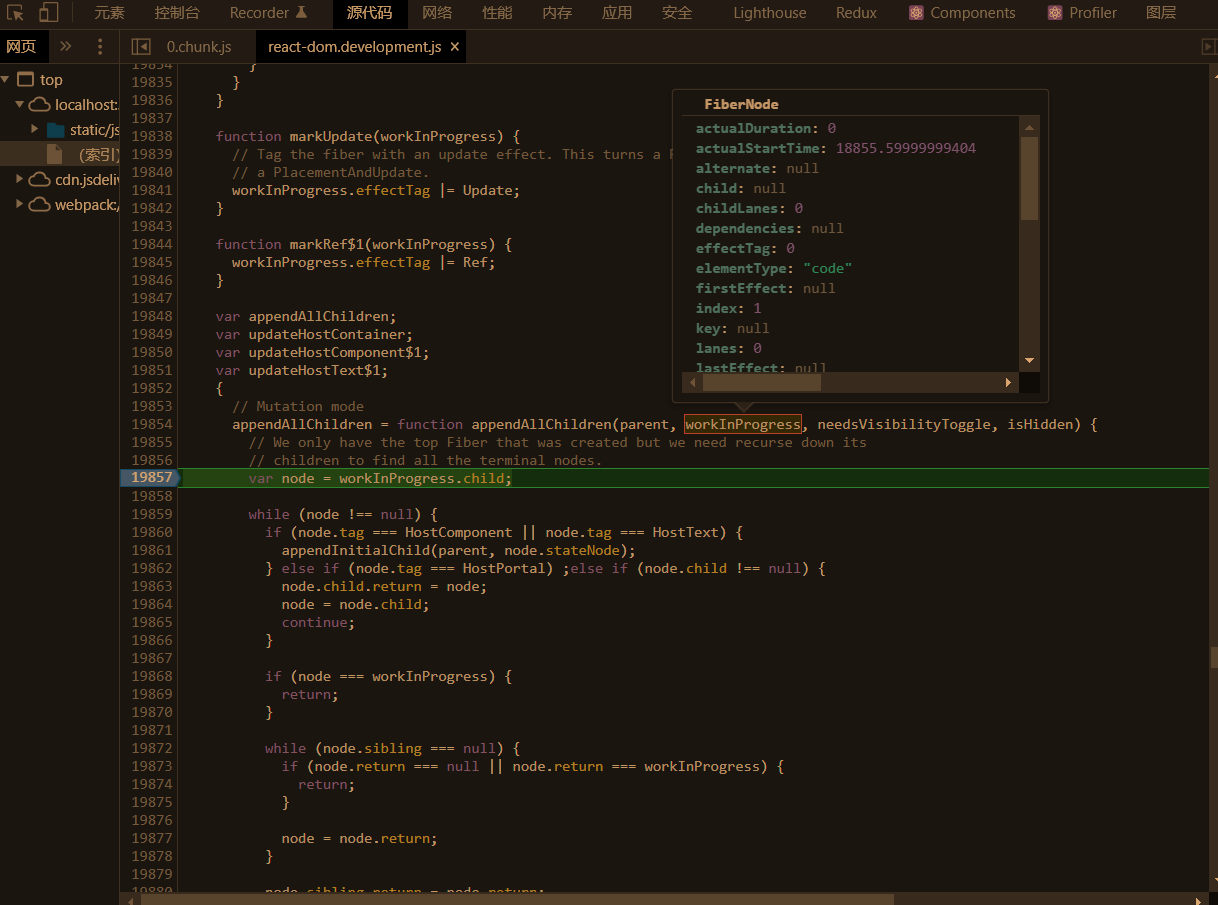 元素 控制台 Recorder 源代码 网络 性能 内存 应用 安全 Lighthouse Redux Components Profiler 图层
网页 » 0.chunk.js react-dom.development.js ×
top
localhost:
static/js
(索引)
cdn.jsdeliv
webpack:/
19834 }
19835 }
19836 }
19837
19838 function markUpdate(workInProgress) {
19839 // Tag the fiber with an update effect. This turns a
19840 // a PlacementAndUpdate.
19841 workInProgress.effectTag |= Update;
19842 }
19843
19844 function markRef$1(workInProgress) {
19845 workInProgress.effectTag |= Ref;
19846 }
19847
19848 var appendAllChildren;
19849 var updateHostContainer;
19850 var updateHostComponent$1;
19851 var updateHostText$1;
19852 {
19853 // Mutation mode
19854 appendAllChildren = function appendAllChildren(parent, workInProgress, needsVisibilityToggle, isHidden) {
19855 // We only have the top Fiber that was created but we need recurse down its
19856 // children to find all the terminal nodes.
19857 var node = workInProgress.child;
19858
19859 while (node !== null) {
19860 if (node.tag === HostComponent || node.tag === HostText) {
19861 appendInitialChild(parent, node.stateNode);
19862 } else if (node.tag === HostPortal) ;else if (node.child !== null) {
19863 node.child.return = node;
19864 node = node.child;
19865 continue;
19866 }
19867
19868 if (node === workInProgress) {
19869 return;
19870 }
19871
19872 while (node.sibling === null) {
19873 if (node.return === null || node.return === workInProgress) {
19874 return;
19875 }
19876
19877 node = node.return;
19878 }
19879
19880 node.sibling.return = node.return;
FiberNode
actualDuration: 0
actualStartTime: 18855.59999999404
alternate: null
child: null
childLanes: 0
dependencies: null
effectTag: 0
elementType: "code"
firstEffect: null
index: 1
key: null
lanes: 0
lastEffect: null